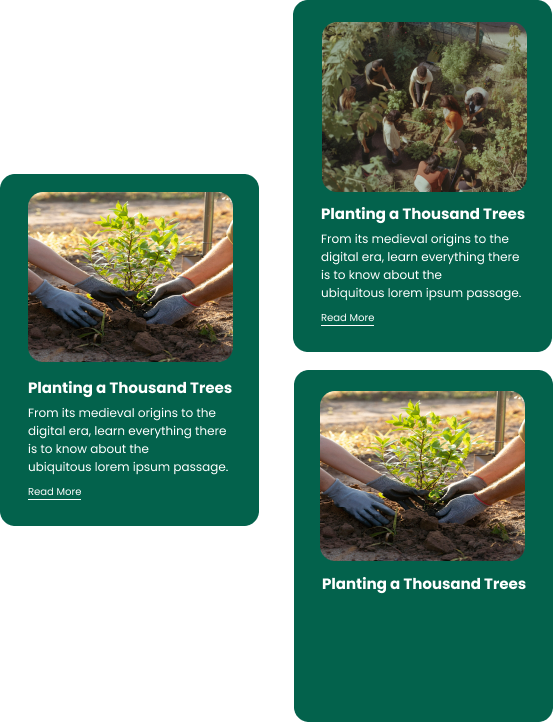 Planting a Thousand Trees
From its medieval origins to the
digital era, learn everything there
is to know about the
ubiquitous lorem ipsum passage.
Read More
Planting a Thousand Trees
From its medieval origins to the
digital era, learn everything there
is to know about the
ubiquitous lorem ipsum passage.
Read More
Planting a Thousand Trees